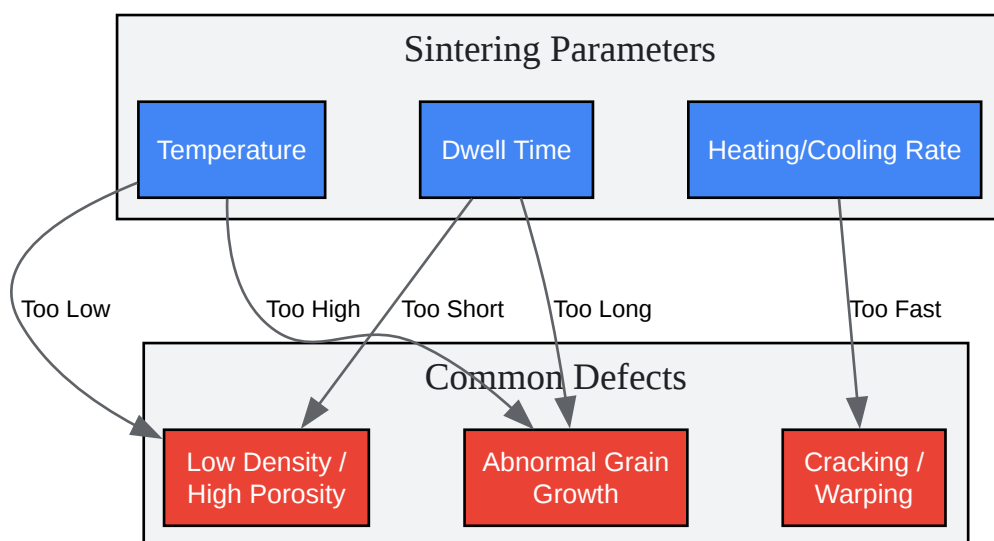 Sintering Parameters
Temperature
Dwell Time
Heating/Cooling Rate
Too Low
Too High
Too Short
Too Long
Too Fast
Common Defects
Low Density /
High Porosity
Abnormal Grain
Growth
Cracking /
Warping